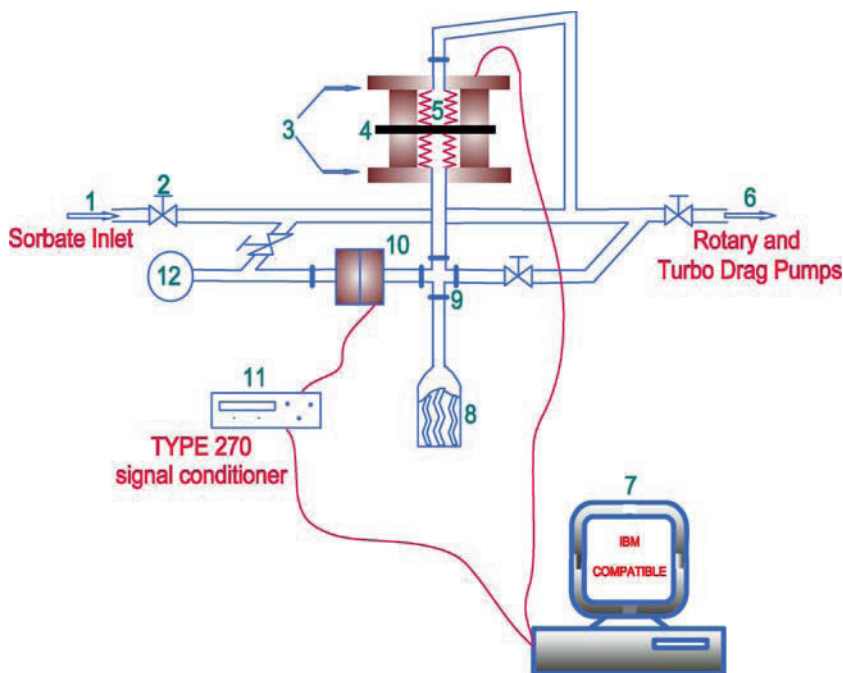 5
3
4
1
2
6
Sorbate Inlet
Rotary and
Turbo Drag Pumps
10
12
9
11
8
TYPE 270
signal conditioner
7
IBM
COMPATIBLE